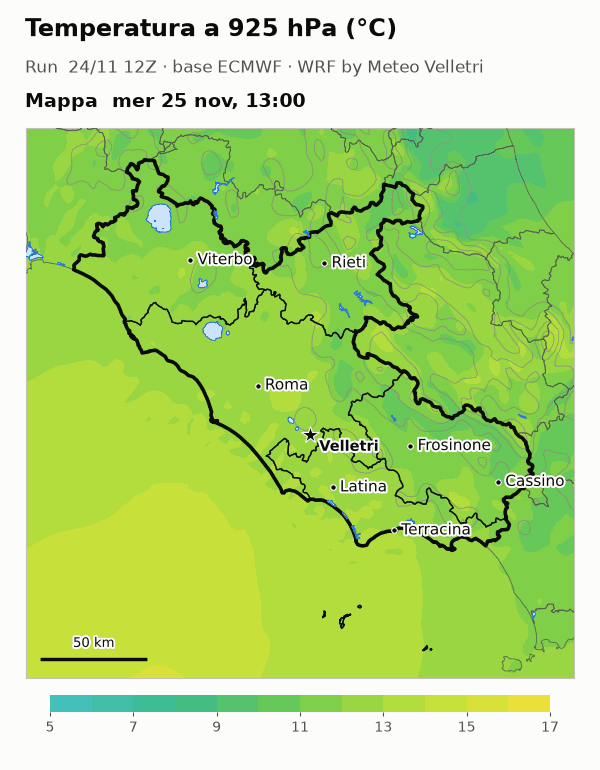 Temperatura a 925 hPa (°C)
Run  24/11 12Z · base ECMWF · WRF by Meteo Velletri
Mappa  mer 25 nov, 13:00
Viterbo
Rieti
Roma
Velletri
Frosinone
Cassino
Latina
Terracina
50 km
5 7 9 11 13 15 17